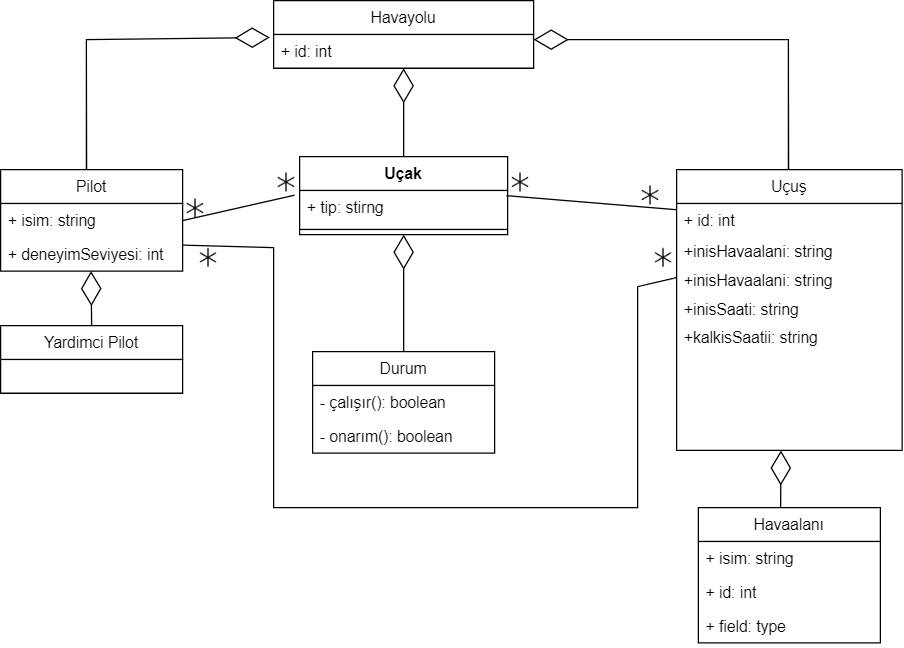 Havayolu
+ id: int
Pilot
+ isim: string
+ deneyimSeviyesi: int
*
*
Uçak
+ tip: stirng
*
*
Uçuş
+ id: int
+inisHavaalani: string
+inisHavaalani: string
+inisSaati: string
+kalkisSaatii: string
*
*
Yardimci Pilot
Durum
- çalışır(): boolean
- onarım(): boolean
Havaalanı
+ isim: string
+ id: int
+ field: type